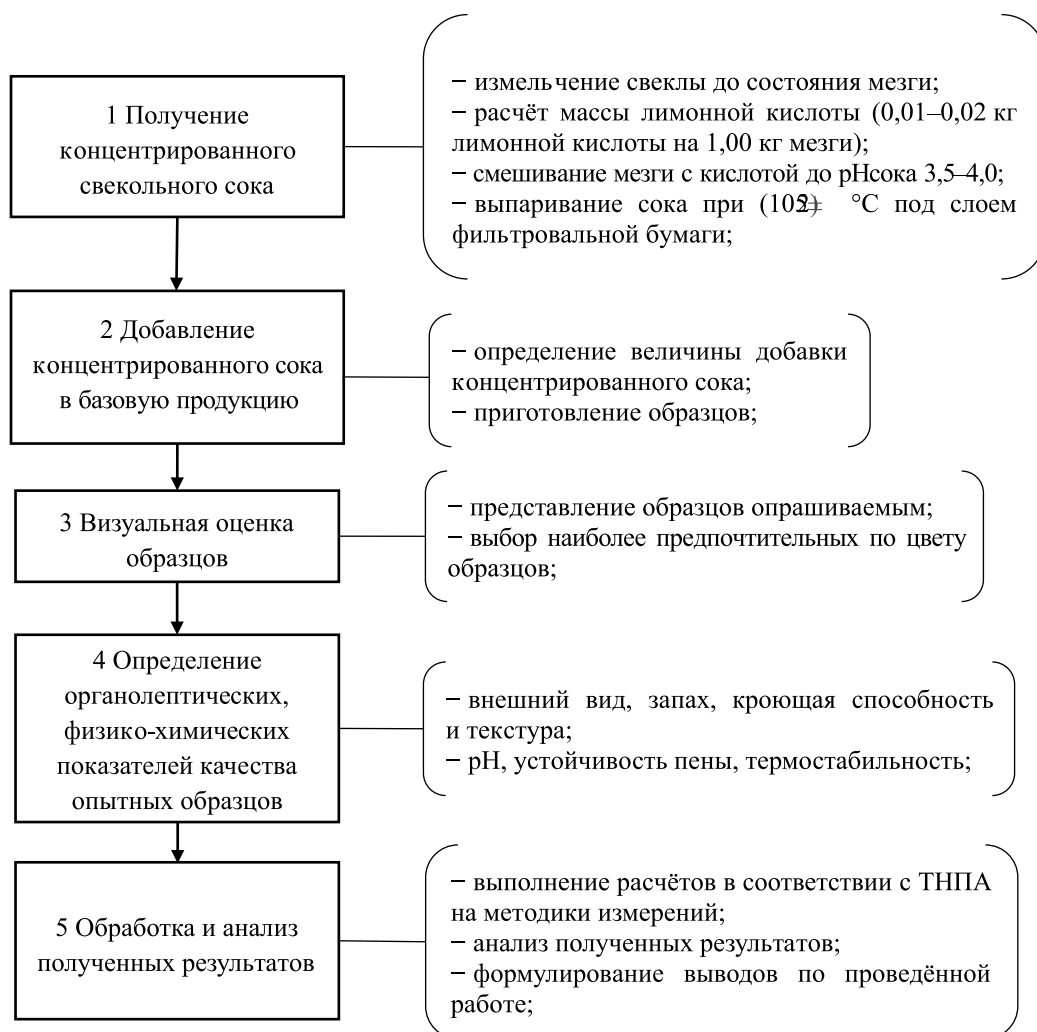 1 Получение
концентрированного
свекольного сока
− измельчение свеклы до состояния мезги;
− расчёт массы лимонной кислоты (0,01–0,02 кг
лимонной кислоты на 1,00 кг мезги);
− смешивание мезги с кислотой до pHсока 3,5–4,0;
− выпаривание сока при °С под слоем
фильтровальной бумаги;
2 Добавление
концентрированного сока
в базовую продукцию
− определение величины добавки
концентрированного сока;
− приготовление образцов;
3 Визуальная оценка
образцов
− представление образцов опрашиваемым;
− выбор наиболее предпочтительных по цвету
образцов;
4 Определение
органолептических,
физико-химических
показателей качества
опытных образцов
− внешний вид, запах, кроющая способность
и текстура;
− pH, устойчивость пены, термостабильность;
5 Обработка и анализ
полученных результатов
− выполнение расчётов в соответствии с ТНПА
на методики измерений;
− анализ полученных результатов;
− формулирование выводов по проведённой
работе;